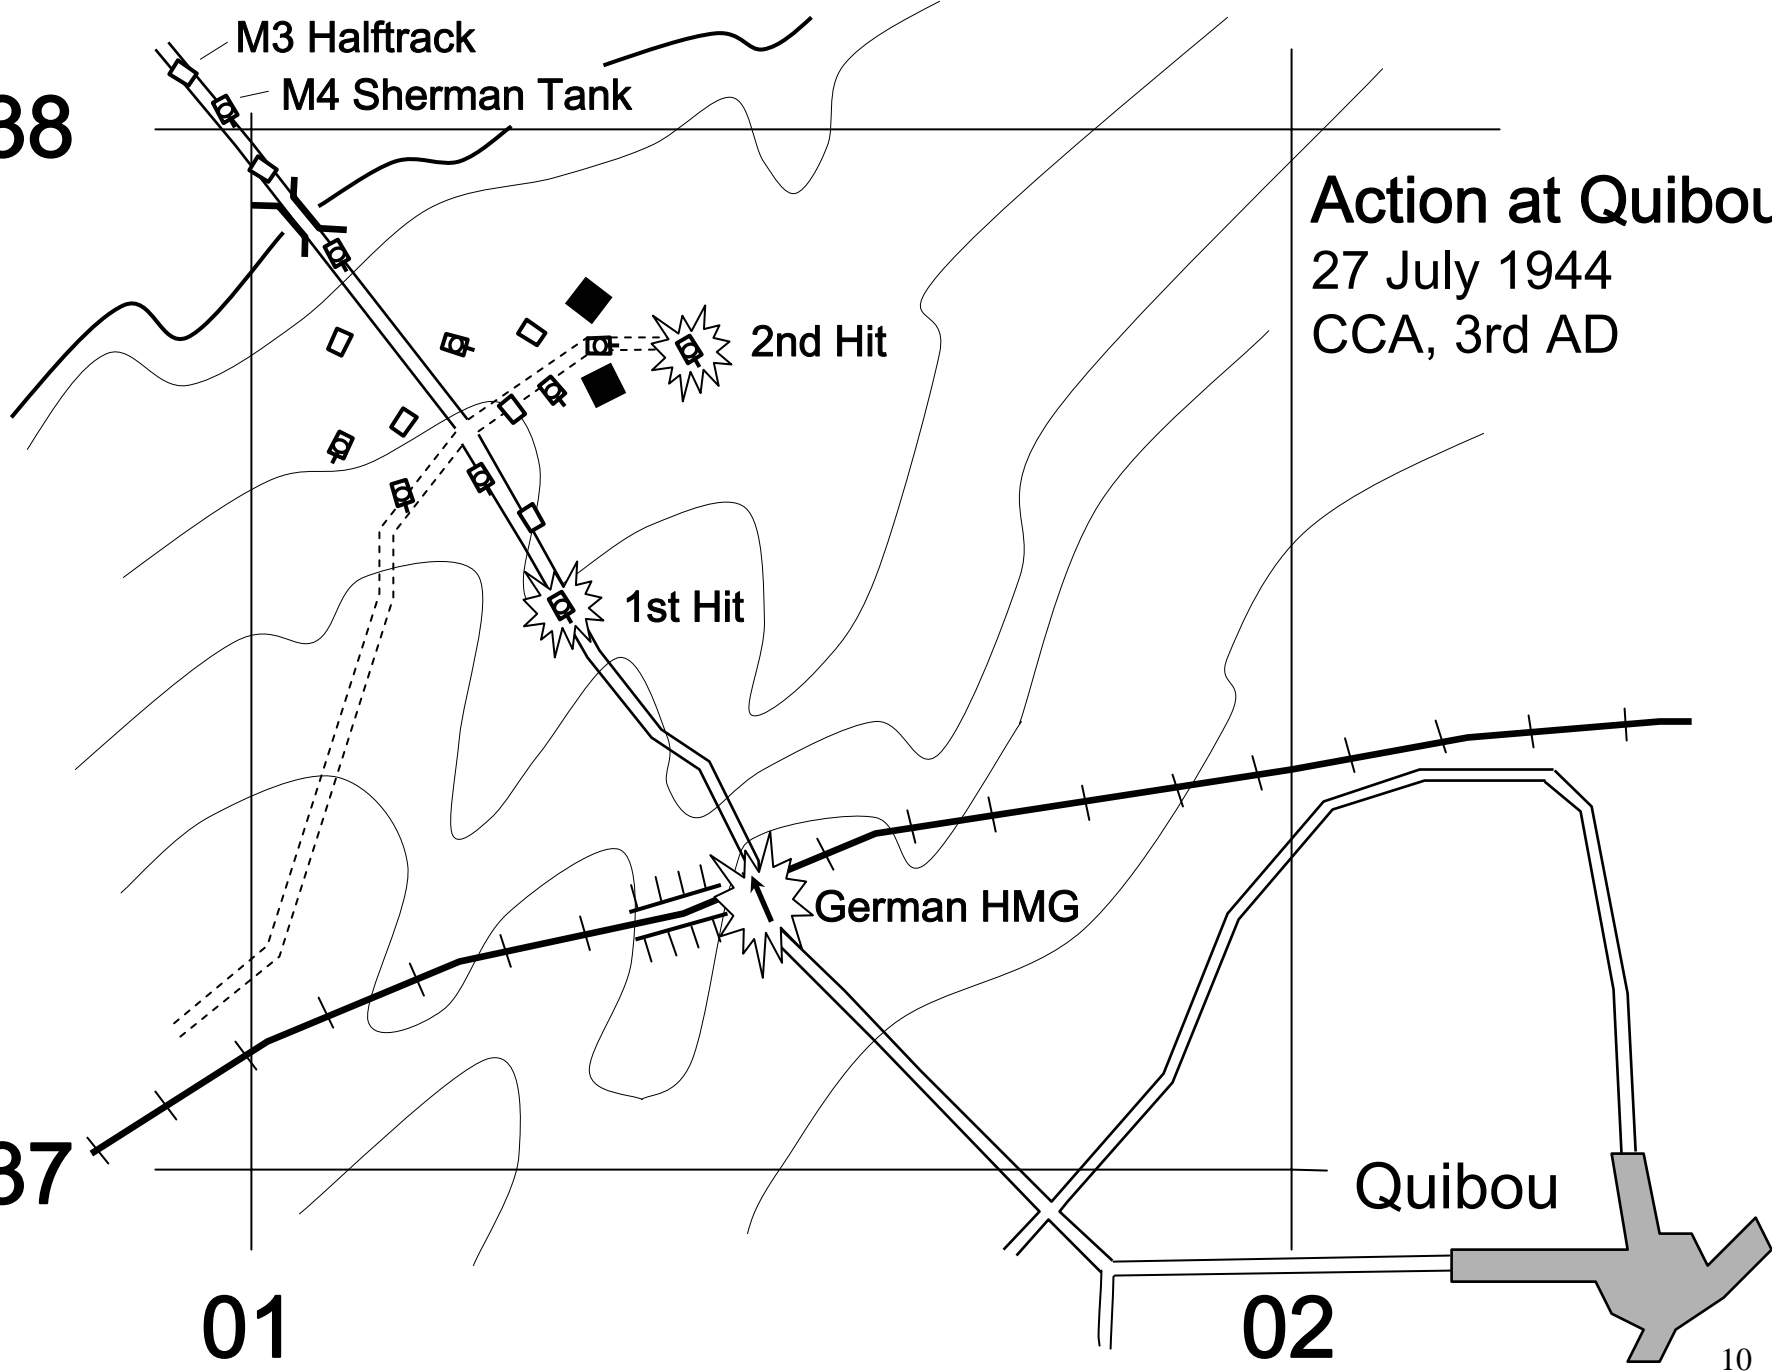 M3 Halftrack
M4 Sherman Tank
38
Action at Quibou
27 July 1944
CCA, 3rd AD
2nd Hit
1st Hit
German HMG
37
Quibou
01
02
10